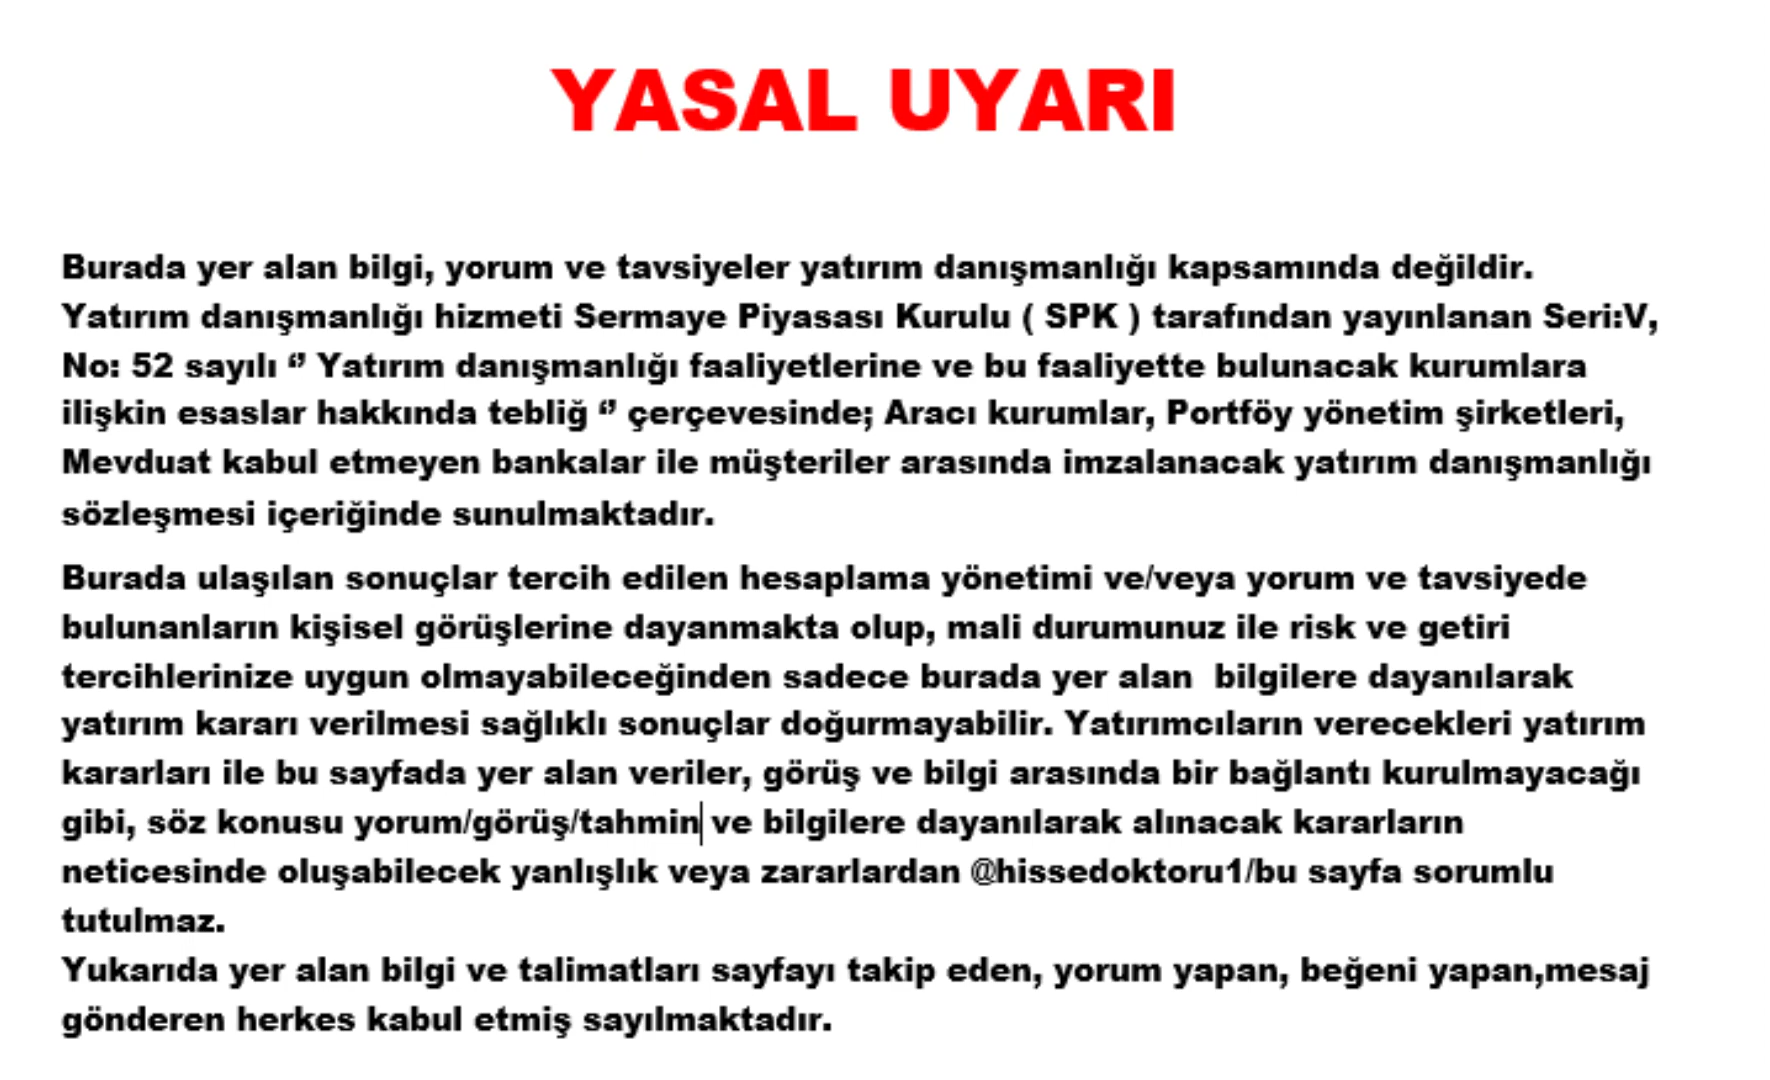 YASAL UYARI
Burada yer alan bilgi, yorum ve tavsiyeler yatırım danışmanlığı kapsamında değildir.
Yatırım danışmanlığı hizmeti Sermaye Piyasası Kurulu ( SPK ) tarafından yayınlanan Seri:V,
No: 52 sayılı “ Yatırım danışmanlığı faaliyetlerine ve bu faaliyette bulunacak kurumlara
ilişkin esaslar hakkında tebliğ “ çerçevesinde; Aracı kurumlar, Portföy yönetim şirketleri,
Mevduat kabul etmeyen bankalar ile müşteriler arasında imzalanacak yatırım danışmanlığı
sözleşmesi içeriğinde sunulmaktadır.
Burada ulaşılan sonuçlar tercih edilen hesaplama yönetimi ve/veya yorum ve tavsiyede
bulunanların kişisel görüşlerine dayanmakta olup, mali durumunuz ile risk ve getiri
tercihlerinize uygun olmayabileceğinden sadece burada yer alan  bilgilere dayanılarak
yatırım kararı verilmesi sağlıklı sonuçlar doğurmayabilir. Yatırımcıların verecekleri yatırım
kararları ile bu sayfada yer alan veriler, görüş ve bilgi arasında bir bağlantı kurulmayacağı
gibi, söz konusu yorum/görüş/tahmin ve bilgilere dayanılarak alınacak kararların
neticesinde oluşabilecek yanlışlık veya zararlardan @hissedoktoru1/bu sayfa sorumlu
tutulmaz.
Yukarıda yer alan bilgi ve talimatları sayfayı takip eden, yorum yapan, beğeni yapan,mesaj
gönderen herkes kabul etmiş sayılmaktadır.